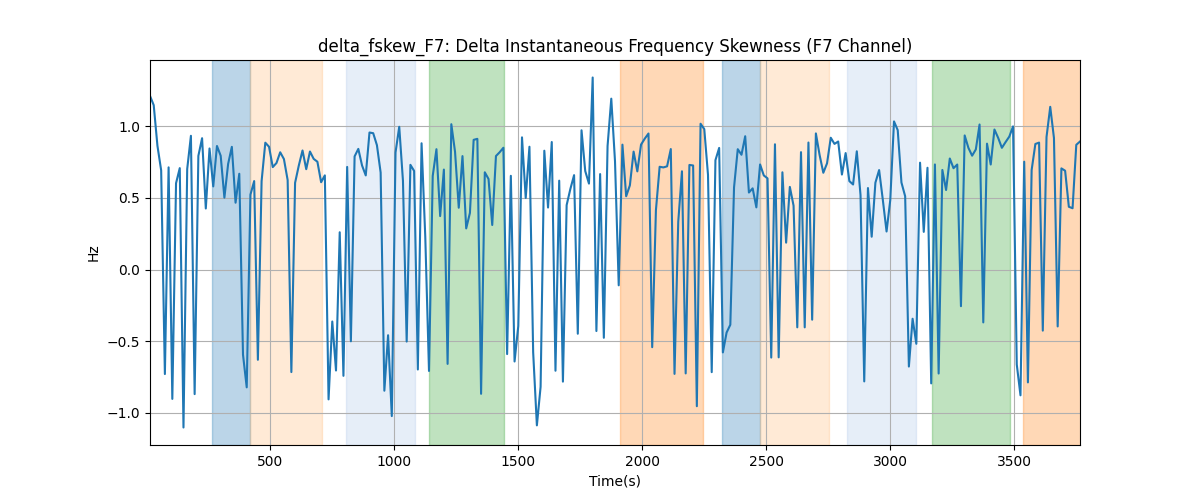 delta_fskew_F7: Delta Instantaneous Frequency Skewness (F7 Channel)
Hz
1.0
0.5
0.0
−0.5
−1.0
500 1000 1500 2000 2500 3000 3500
Time(s)